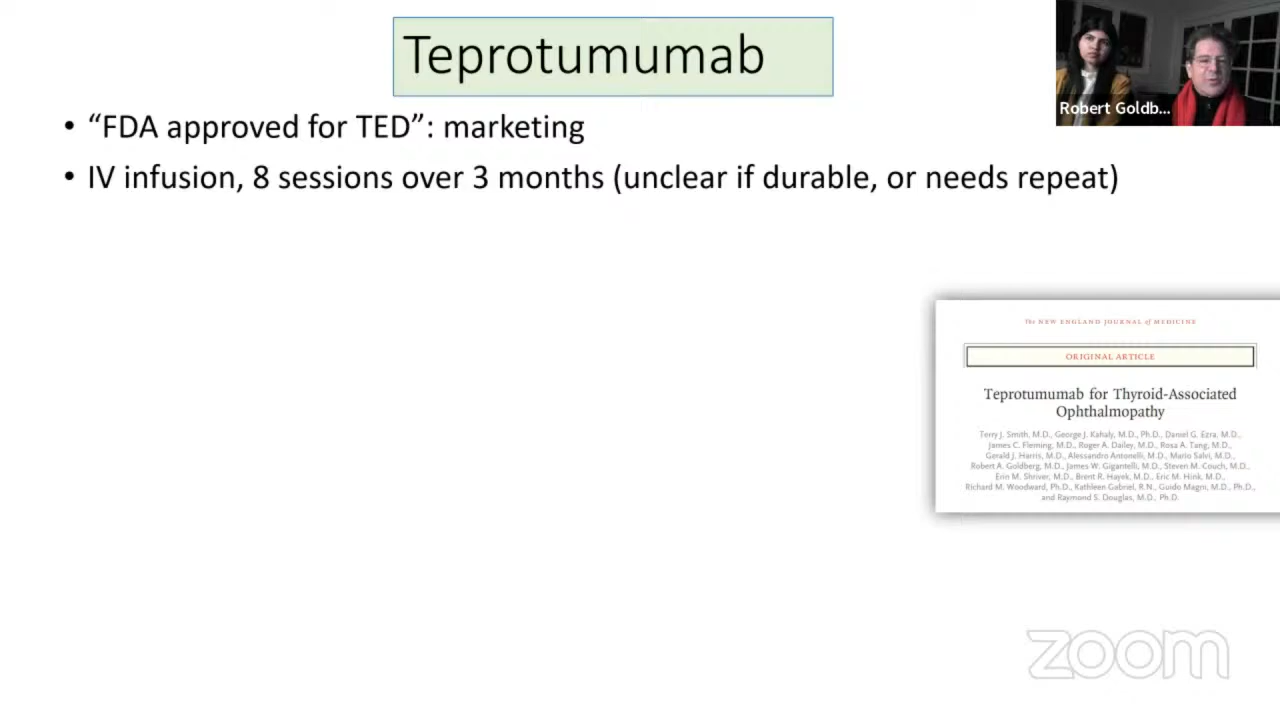 Teprotumumab
Robert Goldb...
• “FDA approved for TED”: marketing
• IV infusion, 8 sessions over 3 months (unclear if durable, or needs repeat)
The NEW ENGLAND JOURNAL of MEDICINE
ORIGINAL ARTICLE
Teprotumumab for Thyroid-Associated
Ophthalmopathy
Terry J. Smith, M.D., George J. Kahaly, M.D., Ph.D., Daniel G. Ezra, M.D.,
James C. Fleming, M.D., Roger A. Dailey, M.D., Rosa A. Tang, M.D.,
Gerald J. Harris, M.D., Alessandro Antonelli, M.D., Mario Salvi, M.D.,
Robert A. Goldberg, M.D., James W. Gigantelli, M.D., Steven M. Couch, M.D.,
Erin M. Shriver, M.D., Brent R. Hayek, M.D., Eric M. Hink, M.D.,
Richard M. Woodward, Ph.D., Kathleen Gabriel, R.N., Guido Magni, M.D., Ph.D.,
and Raymond S. Douglas, M.D., Ph.D.
zoom